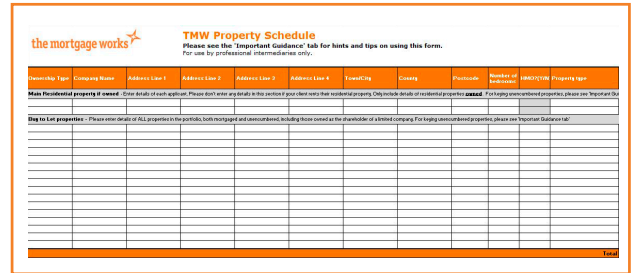 the mortgage works
TMW Property Schedule
Please see the 'Important Guidance' tab for hints and tips on using this form.
For use by professional intermediaries only.
Ownership Type Company Name Address Line 1 Address Line 2 Address Line 3 Address Line 4 Town/City County Postcode Number of bedrooms HMO?(Y/N) Property type
Main Residential property if owned - Enter details of each applicant. Please don't enter any details in this section if your client rents their residential property. Only include details of residential properties owned. For keying unencumbered properties, please see 'Important Gui
Buy to Let properties - Please enter details of ALL properties in the portfolio, both mortgaged and unencumbered, including those owned as the shareholder of a limited company. For keying unencumbered properties, please see 'Important Guidance tab'
Total